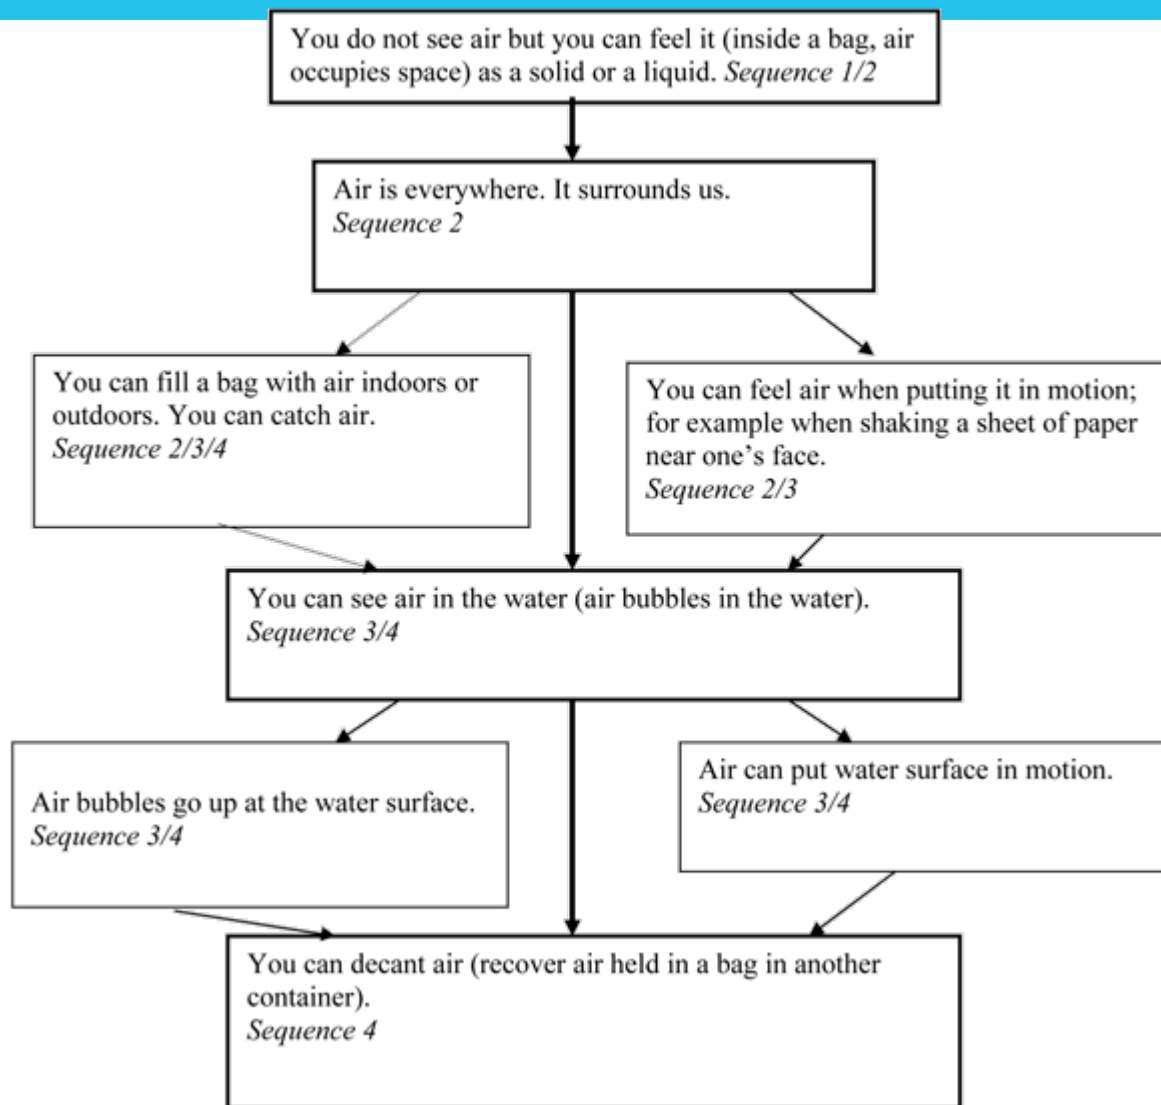 You do not see air but you can feel it (inside a bag, air
occupies space) as a solid or a liquid. Sequence 1/2
Air is everywhere. It surrounds us.
Sequence 2
You can fill a bag with air indoors or
outdoors. You can catch air.
Sequence 2/3/4
You can feel air when putting it in motion;
for example when shaking a sheet of paper
near one's face.
Sequence 2/3
You can see air in the water (air bubbles in the water).
Sequence 3/4
Air bubbles go up at the water surface.
Sequence 3/4
Air can put water surface in motion.
Sequence 3/4
You can decant air (recover air held in a bag in another
container).
Sequence 4